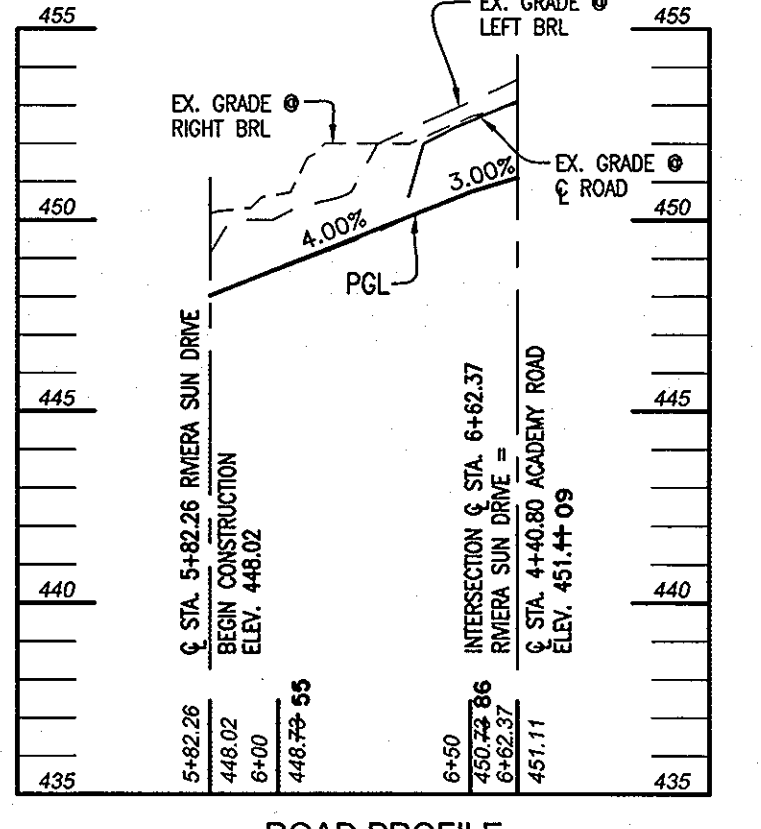 EX. GRADE @
LEFT BRL
455
455
EX. GRADE @
RIGHT BRL
EX. GRADE @
℄ ROAD
3.00%
4.00%
450
450
PGL
445
445
440
440
435
435
℄ STA. 5+82.26 RIVIERA SUN DRIVE
BEGIN CONSTRUCTION
ELEV. 448.02
INTERSECTION ℄ STA. 6+62.37
RIVIERA SUN DRIVE =
℄ STA. 4+40.80 ACADEMY ROAD
ELEV. 451.11 09
5+82.26
448.02
6+00
448.73 55
6+50
450.73 86
6+62.37
451.11